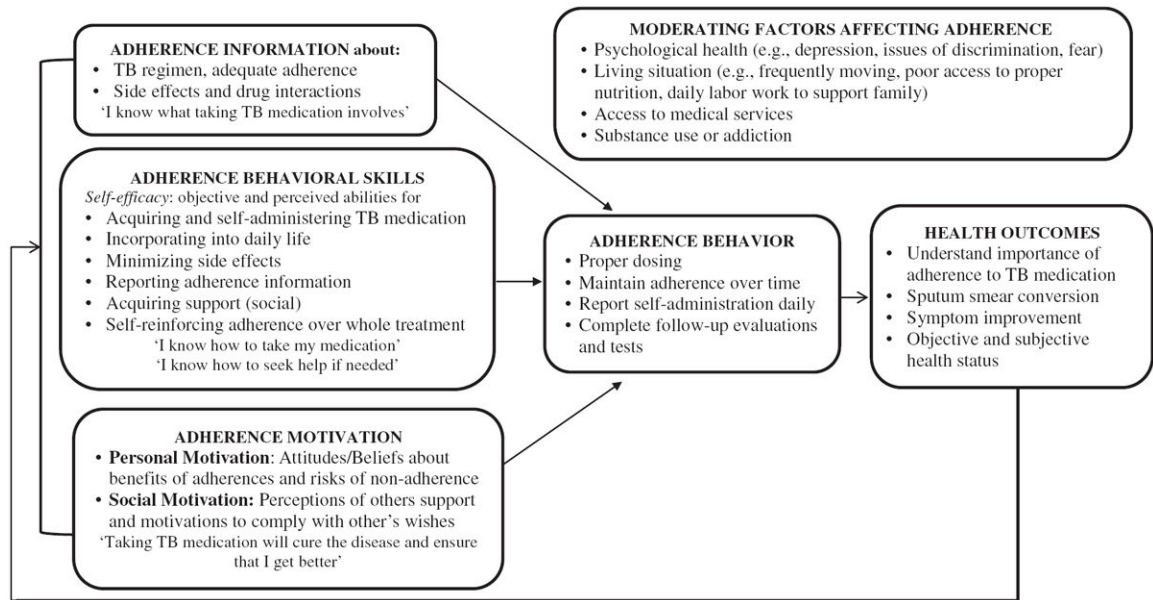 ADHERENCE INFORMATION about:
• TB regimen, adequate adherence
• Side effects and drug interactions
‘I know what taking TB medication involves’
MODERATING FACTORS AFFECTING ADHERENCE
• Psychological health (e.g., depression, issues of discrimination, fear)
• Living situation (e.g., frequently moving, poor access to proper
nutrition, daily labor work to support family)
• Access to medical services
• Substance use or addiction
ADHERENCE BEHAVIORAL SKILLS
Self-efficacy: objective and perceived abilities for
• Acquiring and self-administering TB medication
• Incorporating into daily life
• Minimizing side effects
• Reporting adherence information
• Acquiring support (social)
• Self-reinforcing adherence over whole treatment
‘I know how to take my medication’
‘I know how to seek help if needed’
ADHERENCE BEHAVIOR
• Proper dosing
• Maintain adherence over time
• Report self-administration daily
• Complete follow-up evaluations
and tests
HEALTH OUTCOMES
• Understand importance of
adherence to TB medication
• Sputum smear conversion
• Symptom improvement
• Objective and subjective
health status
ADHERENCE MOTIVATION
• Personal Motivation: Attitudes/Beliefs about
benefits of adherences and risks of non-adherence
• Social Motivation: Perceptions of others support
and motivations to comply with other’s wishes
‘Taking TB medication will cure the disease and ensure
that I get better’